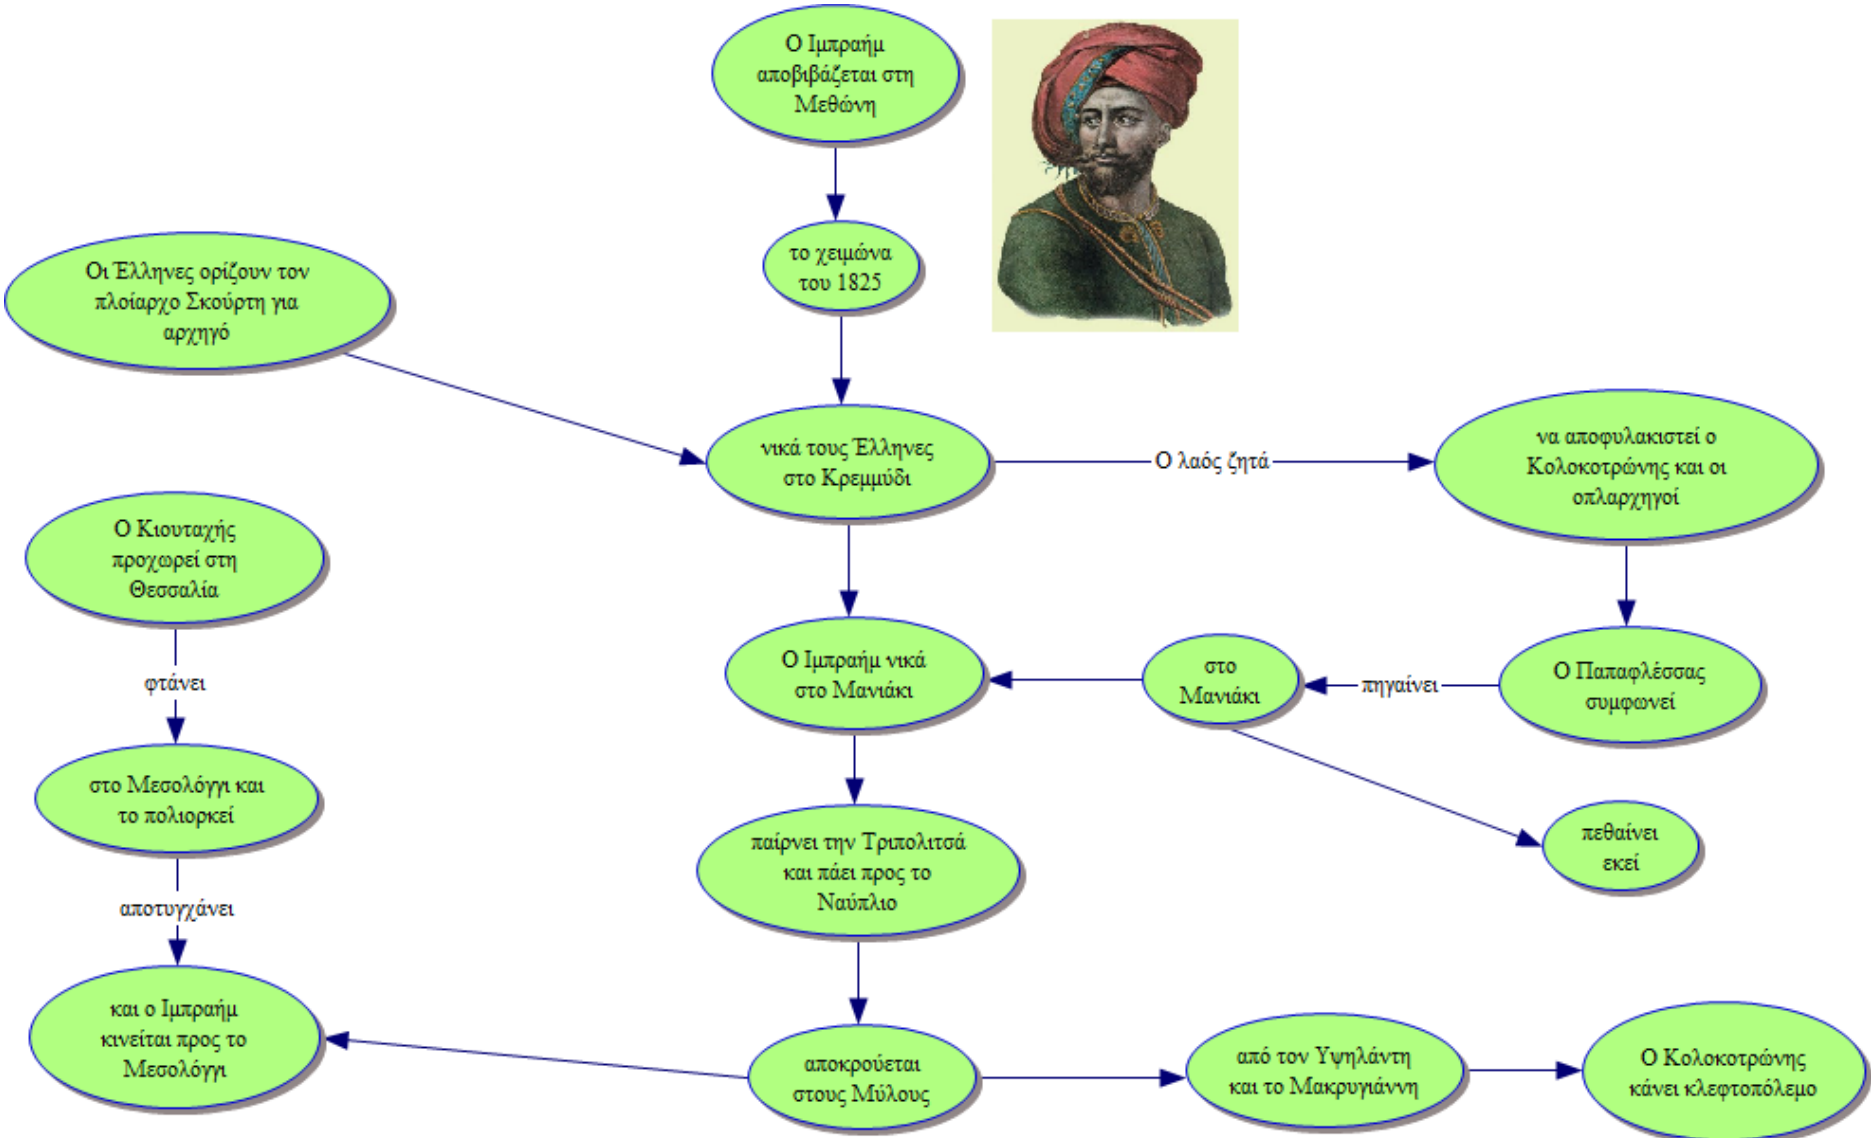 Ο Ιμπραήμ
αποβιβάζεται στη
Μεθώνη
το χειμώνα
του 1825
Οι Έλληνες ορίζουν τον
πλοίαρχο Σκούρτη για
αρχηγό
νικά τους Έλληνες
στο Κρεμμύδι
Ο λαός ζητά
να αποφυλακιστεί ο
Κολοκοτρώνης και οι
οπλαρχηγοί
Ο Κιουταχής
προχωρεί στη
Θεσσαλία
φτάνει
Ο Ιμπραήμ νικά
στο Μανιάκι
στο
Μανιάκι
πηγαίνει
Ο Παπαφλέσσας
συμφωνεί
στο Μεσολόγγι και
το πολιορκεί
παίρνει την Τριπολιτσά
και πάει προς το
Ναύπλιο
πεθαίνει
εκεί
αποτυγχάνει
και ο Ιμπραήμ
κινείται προς το
Μεσολόγγι
αποκρούεται
στους Μύλους
από τον Υψηλάντη
και το Μακρυγιάννη
Ο Κολοκοτρώνης
κάνει κλεφτοπόλεμο